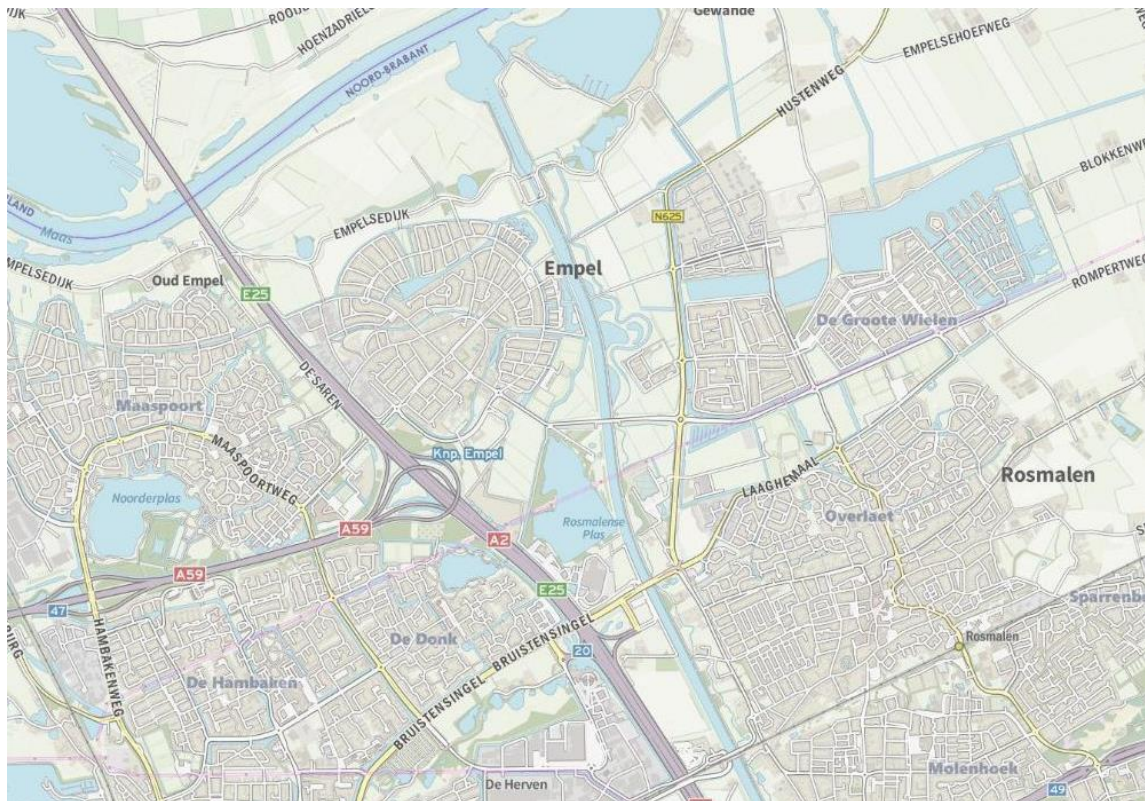 Gewande
HOENZADRIEL
NOORD-BRABANT
EMPELSEHOEFWEG
HUSTENWEG
BLOKKENW
N625
EMPELSEDIJK
Maas
EMPELSEDIJK
Oud Empel
Empel
ROMPERTWEG
E25
De Groote Wielen
DE SAREN
Maaspoort
MAASPOORTWEG
Knp. Empel
Rosmalen
LAAGHEMAAL
Noorderplas
Overlaet
Rosmalense
Plas
A59
A2
A59
E25
47
HAMBAKENWEG
De Donk
BRUISTENSINGEL
Rosmalen
20
De Hambaken
BRUISTENSINGEL
Molenhoek
De Herven
49